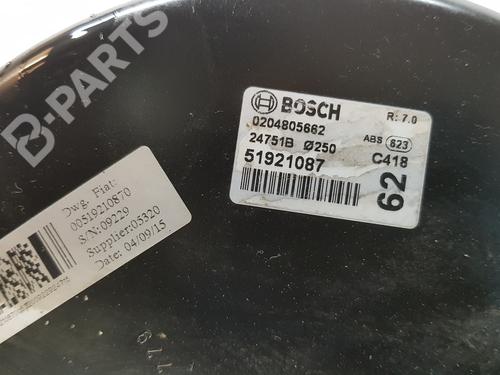 B-PARTS
BOSCH
R: 7.0
0204805662
24751B Ø250
ABS 623
51921087
C418
62
Dwg. Fiat:
00519210870
S/N:09229
Supplier:05320
Date: 04/09/15